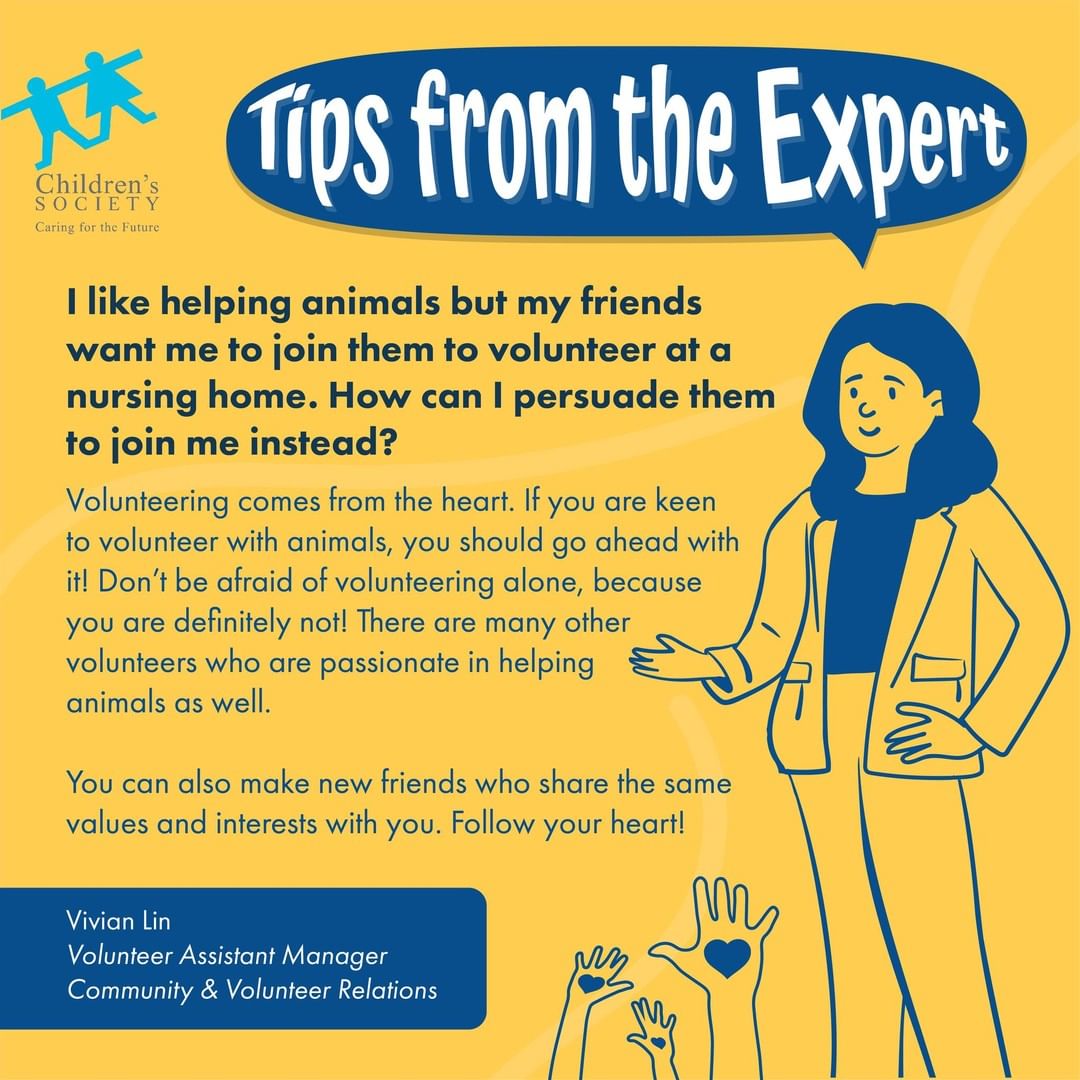 Children's
SOCIETY
Caring for the Future
Tips from the Expert
I like helping animals but my friends
want me to join them to volunteer at a
nursing home. How can I persuade them
to join me instead?
Volunteering comes from the heart. If you are keen
to volunteer with animals, you should go ahead with
it! Don't be afraid of volunteering alone, because
you are definitely not! There are many other
volunteers who are passionate in helping
animals as well.
You can also make new friends who share the same
values and interests with you. Follow your heart!
Vivian Lin
Volunteer Assistant Manager
Community & Volunteer Relations